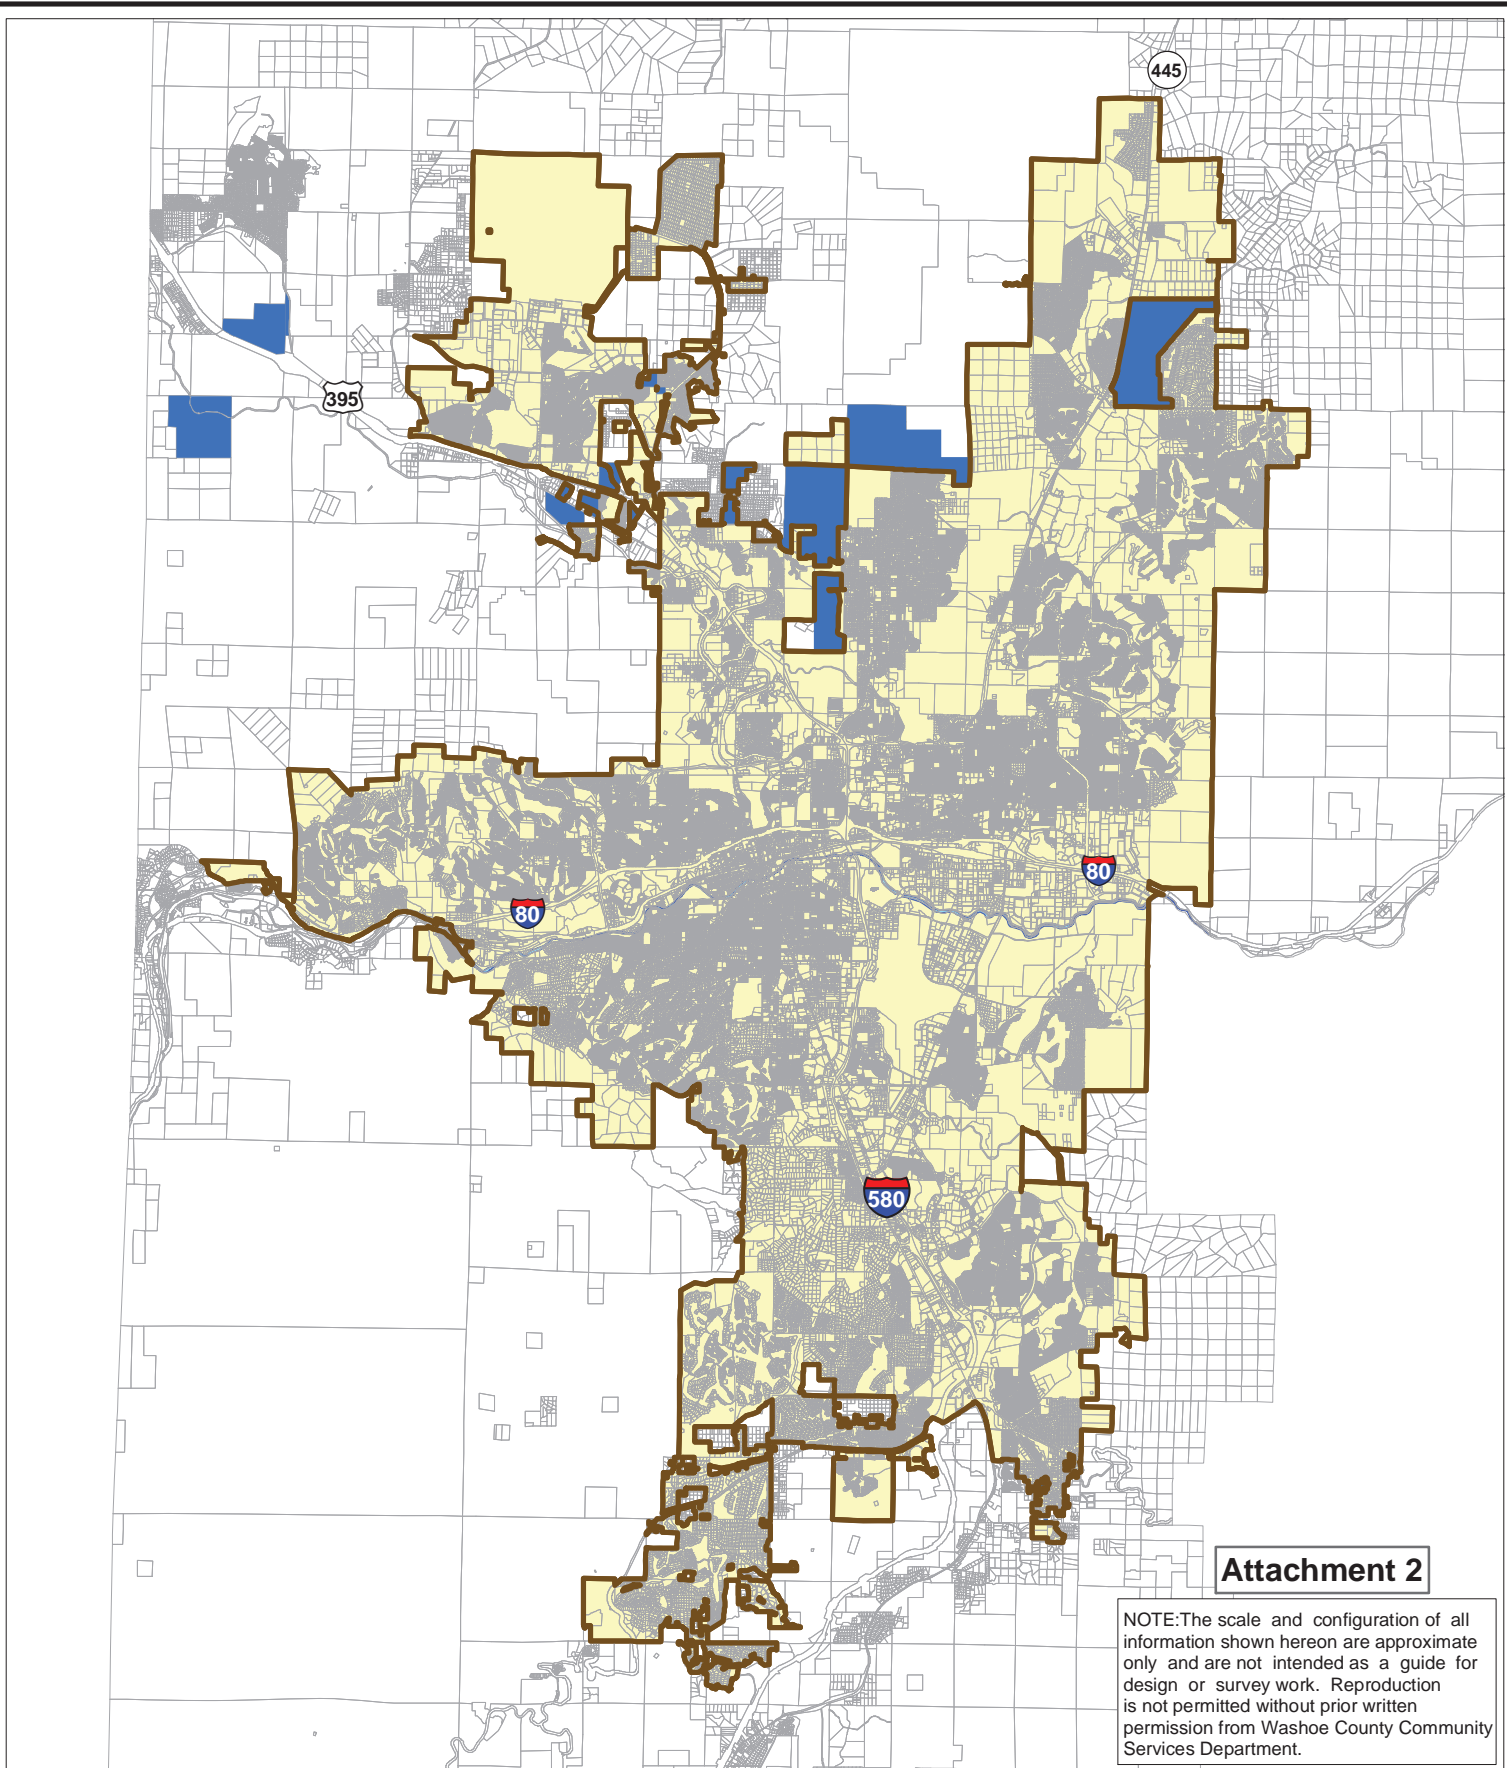 445
395
80
80
580
Attachment 2
NOTE:The scale and configuration of all
information shown hereon are approximate
only and are not intended as a guide for
design or survey work. Reproduction
is not permitted without prior written
permission from Washoe County Community
Services Department.